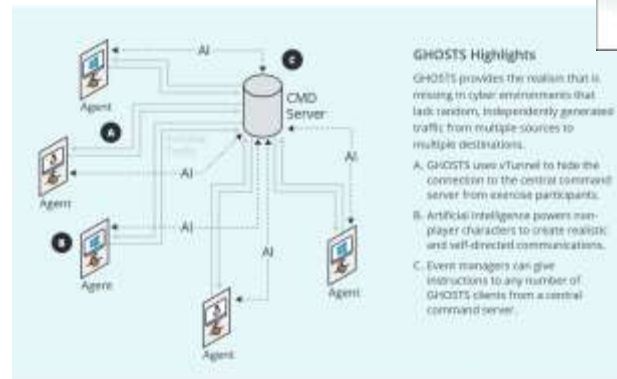 AI
C
Agent
CMD
Server
A
AI
Agent
AI
B
AI
AI
Agent
Agent
Agent
GHOSTS Highlights
GHOSTS provides the realism that is
missing in cyber environments that
lack random, independently generated
traffic from multiple sources to
multiple destinations.
A. GHOSTS uses vTunnel to hide the
connection to the central command
server from exercise participants.
B. Artificial intelligence powers non-
player characters to create realistic
and self-directed communications.
C. Event managers can give
instructions to any number of
GHOSTS clients from a central
command server.